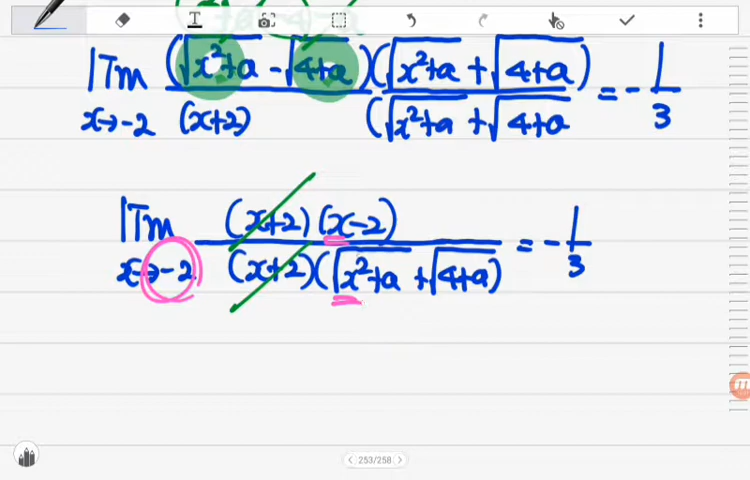 lim (√x²+a - √4+a)(√x²+a + √4+a) = - 1/3
x→-2 (x+2) (√x²+a + √4+a
lim (x+2)(x-2) = - 1/3
x→-2 (x+2)(√x²+a + √4+a)
253/258